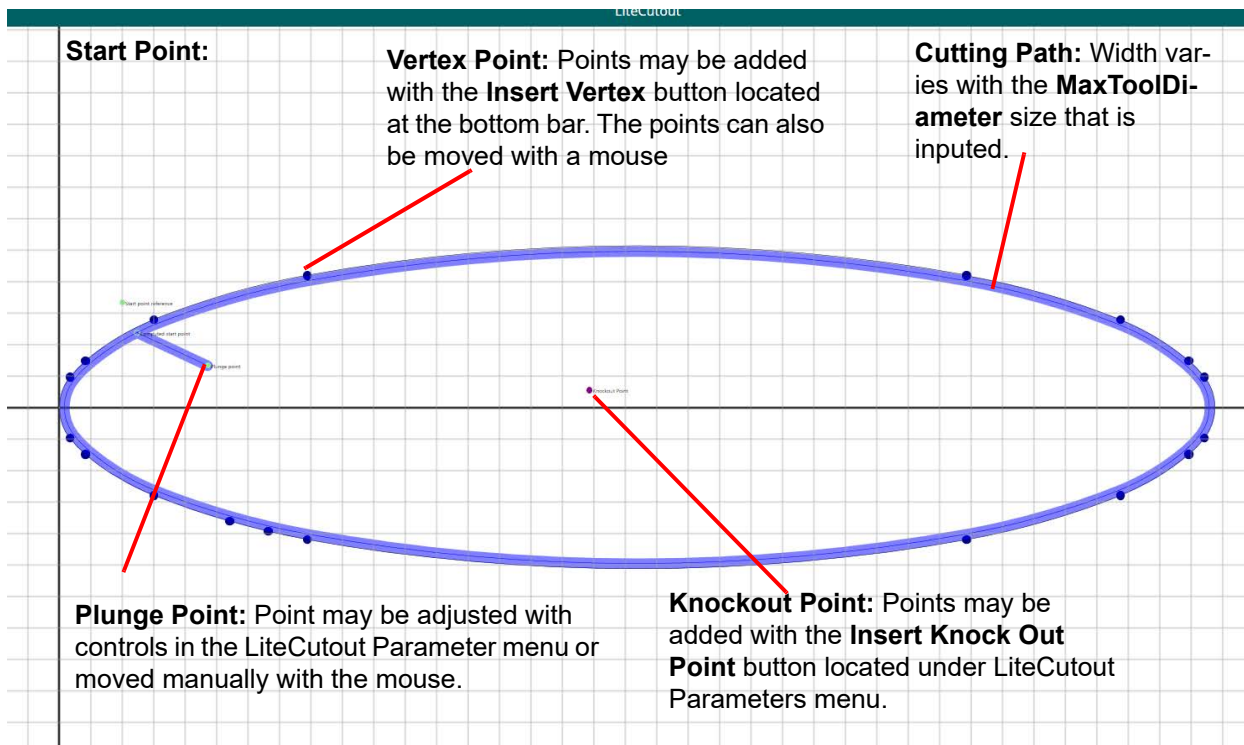 LiteCutout
Start Point:
Vertex Point: Points may be added
with the Insert Vertex button located
at the bottom bar. The points can also
be moved with a mouse
Cutting Path: Width var-
ies with the MaxToolDi-
ameter size that is
inputed.
Start point reference
Computed start point
Plunge point
Knockout Point
Plunge Point: Point may be adjusted with
controls in the LiteCutout Parameter menu or
moved manually with the mouse.
Knockout Point: Points may be
added with the Insert Knock Out
Point button located under LiteCutout
Parameters menu.